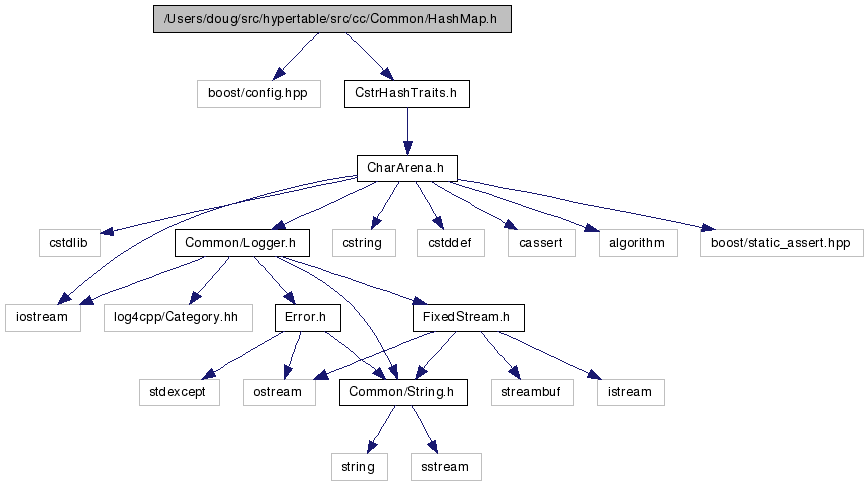 /Users/doug/src/hypertable/src/cc/Common/HashMap.h
boost/config.hpp
CstrHashTraits.h
CharArena.h
cstdlib
Common/Logger.h
cstring
cstddef
cassert
algorithm
boost/static_assert.hpp
iostream
log4cpp/Category.hh
Error.h
FixedStream.h
stdexcept
ostream
Common/String.h
streambuf
istream
string
sstream